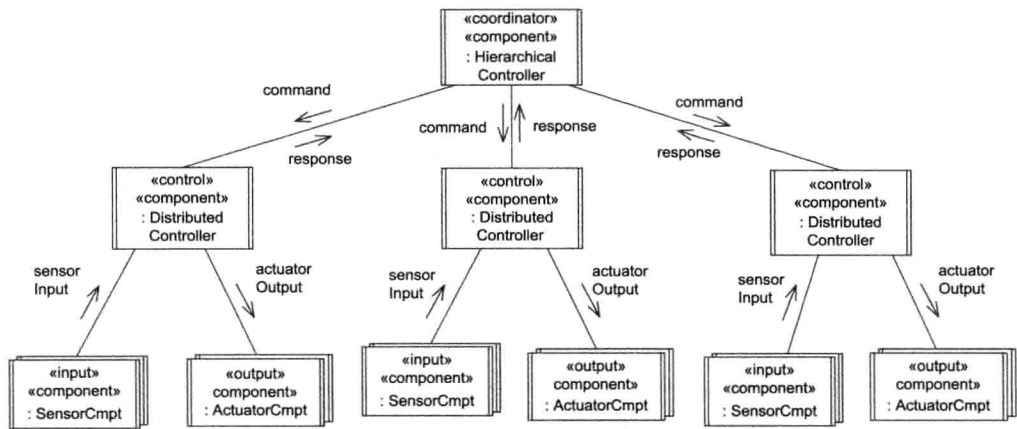 «coordinator»
«component»
: Hierarchical
Controller
command
response
command
response
command
response
«control»
«component»
: Distributed
Controller
«control»
«component»
: Distributed
Controller
«control»
«component»
: Distributed
Controller
sensor
Input
actuator
Output
sensor
Input
actuator
Output
sensor
Input
actuator
Output
«input»
«component»
: SensorCmpt
«output»
component»
: ActuatorCmpt
«input»
«component»
: SensorCmpt
«output»
component»
: ActuatorCmpt
«input»
«component»
: SensorCmpt
«output»
component»
: ActuatorCmpt